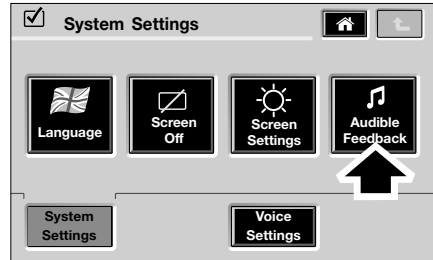 System Settings
Language
Screen
Off
Screen
Settings
Audible
Feedback
System
Settings
Voice
Settings